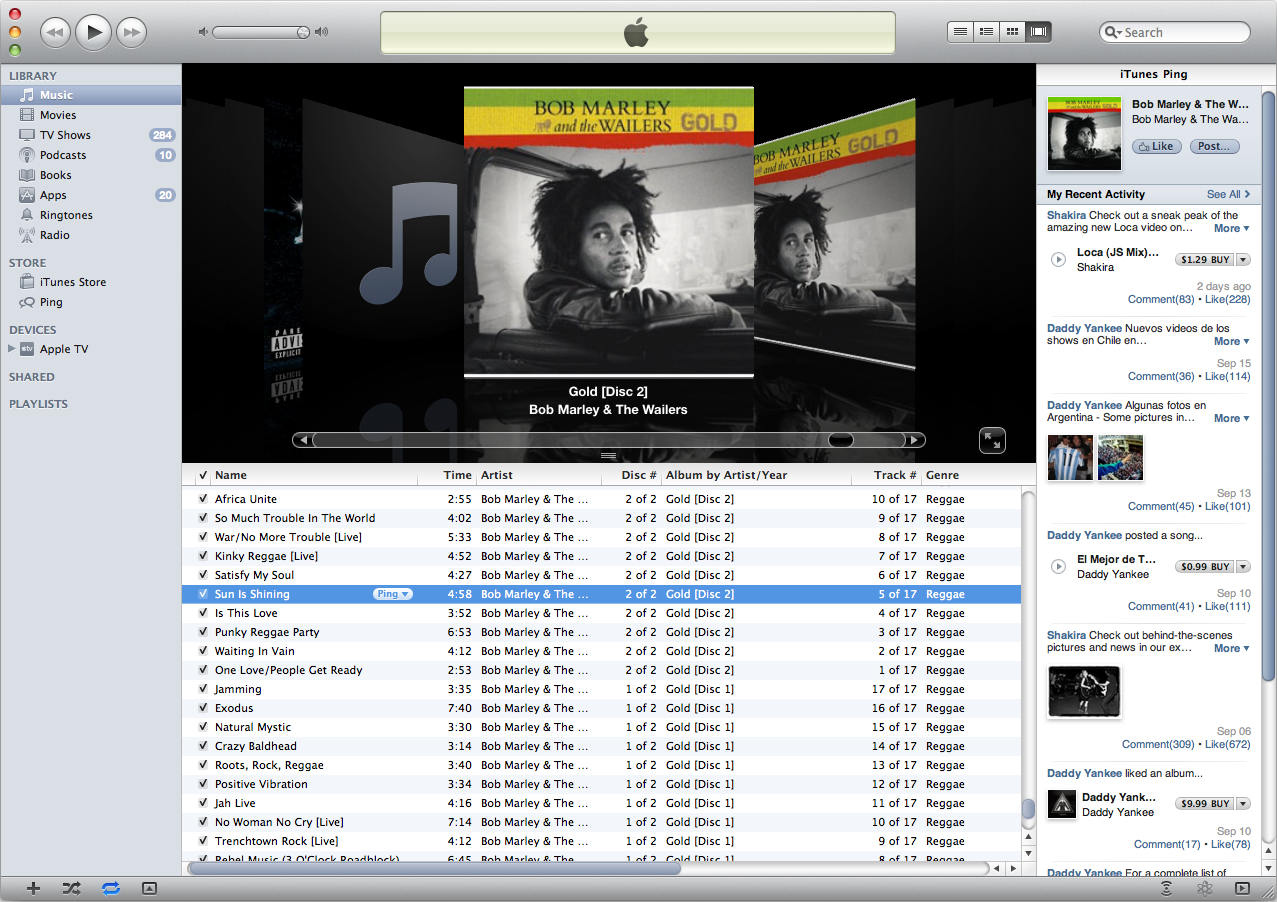 Search
LIBRARY
Music
Movies
TV Shows 284
Podcasts 10
Books
Apps 20
Ringtones
Radio
STORE
iTunes Store
Ping
DEVICES
Apple TV
SHARED
PLAYLISTS
BOB MARLEY
and the WAILERS GOLD
BOB MARLEY
and the WAILERS GOLD
PARE
ADVI
EXPLICIT
Gold [Disc 2]
Bob Marley & The Wailers
Name Time Artist Disc # Album by Artist/Year Track # Genre
Africa Unite 2:55 Bob Marley & The ... 2 of 2 Gold [Disc 2] 10 of 17 Reggae
So Much Trouble In The World 4:02 Bob Marley & The ... 2 of 2 Gold [Disc 2] 9 of 17 Reggae
War/No More Trouble [Live] 5:33 Bob Marley & The ... 2 of 2 Gold [Disc 2] 8 of 17 Reggae
Kinky Reggae [Live] 4:52 Bob Marley & The ... 2 of 2 Gold [Disc 2] 7 of 17 Reggae
Satisfy My Soul 4:27 Bob Marley & The ... 2 of 2 Gold [Disc 2] 6 of 17 Reggae
Sun Is Shining Ping 4:58 Bob Marley & The ... 2 of 2 Gold [Disc 2] 5 of 17 Reggae
Is This Love 3:52 Bob Marley & The ... 2 of 2 Gold [Disc 2] 4 of 17 Reggae
Punky Reggae Party 6:53 Bob Marley & The ... 2 of 2 Gold [Disc 2] 3 of 17 Reggae
Waiting In Vain 4:12 Bob Marley & The ... 2 of 2 Gold [Disc 2] 2 of 17 Reggae
One Love/People Get Ready 2:53 Bob Marley & The ... 2 of 2 Gold [Disc 2] 1 of 17 Reggae
Jamming 3:35 Bob Marley & The ... 1 of 2 Gold [Disc 1] 17 of 17 Reggae
Exodus 7:40 Bob Marley & The ... 1 of 2 Gold [Disc 1] 16 of 17 Reggae
Natural Mystic 3:30 Bob Marley & The ... 1 of 2 Gold [Disc 1] 15 of 17 Reggae
Crazy Baldhead 3:14 Bob Marley & The ... 1 of 2 Gold [Disc 1] 14 of 17 Reggae
Roots, Rock, Reggae 3:40 Bob Marley & The ... 1 of 2 Gold [Disc 1] 13 of 17 Reggae
Positive Vibration 3:34 Bob Marley & The ... 1 of 2 Gold [Disc 1] 12 of 17 Reggae
Jah Live 4:16 Bob Marley & The ... 1 of 2 Gold [Disc 1] 11 of 17 Reggae
No Woman No Cry [Live] 7:14 Bob Marley & The ... 1 of 2 Gold [Disc 1] 10 of 17 Reggae
Trenchtown Rock [Live] 4:12 Bob Marley & The ... 1 of 2 Gold [Disc 1] 9 of 17 Reggae
Rebel Music (3 O'Clock Roadblock) 6:45 Bob Marley & The ... 1 of 2 Gold [Disc 1] 8 of 17 Reggae
iTunes Ping
BOB MARLEY
Bob Marley & The W...
Bob Marley & The Wa...
Like Post...
My Recent Activity See All
Shakira Check out a sneak peak of the
amazing new Loca video on... More
Loca (JS Mix)... $1.29 BUY
Shakira
2 days ago
Comment(83) • Like(228)
Daddy Yankee Nuevos videos de los
shows en Chile en... More
Sep 15
Comment(36) • Like(114)
Daddy Yankee Algunas fotos en
Argentina - Some pictures in... More
Sep 13
Comment(45) • Like(101)
Daddy Yankee posted a song...
El Mejor de T... $0.99 BUY
Daddy Yankee
Sep 10
Comment(41) • Like(111)
Shakira Check out behind-the-scenes
pictures and news in our ex... More
Sep 06
Comment(309) • Like(672)
Daddy Yankee liked an album...
Daddy Yank... $9.99 BUY
Daddy Yankee
Sep 10
Comment(17) • Like(78)
Daddy Yankee For a complete list of